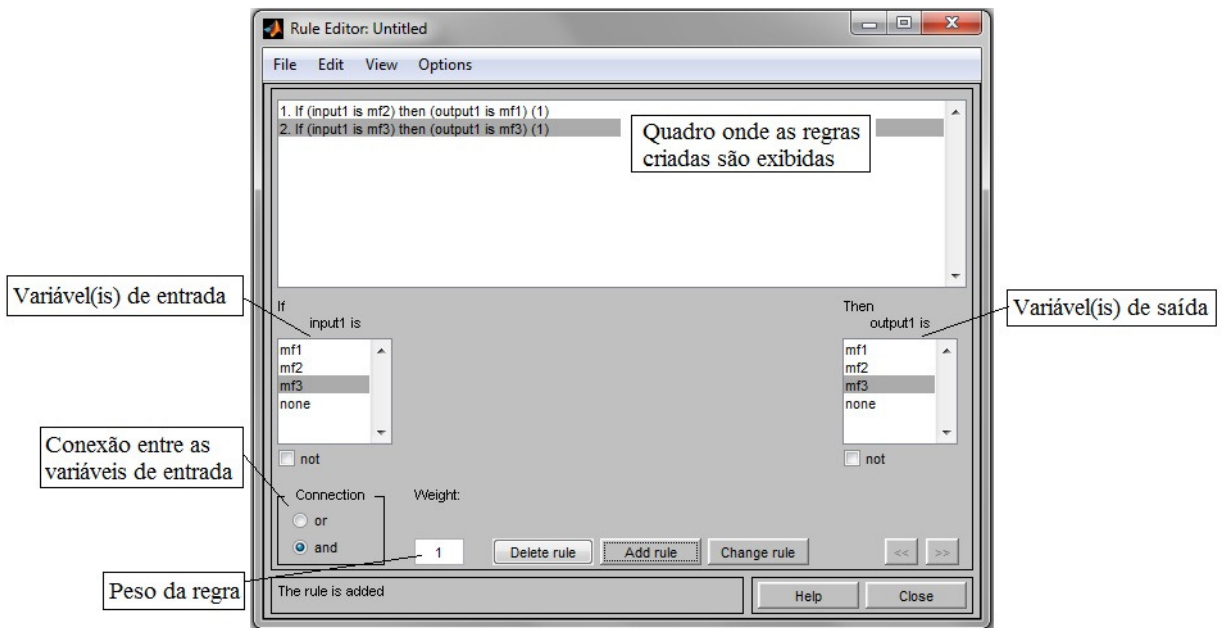 Rule Editor: Untitled
File Edit View Options
1. If (input1 is mf2) then (output1 is mf1) (1)
2. If (input1 is mf3) then (output1 is mf3) (1)
Quadro onde as regras
criadas são exibidas
Variável(is) de entrada
If
input1 is
mf1
mf2
mf3
none
not
Then
output1 is
mf1
mf2
mf3
none
not
Variável(is) de saída
Conexão entre as
variáveis de entrada
Connection
or
and
Weight:
1
Delete rule
Add rule
Change rule
<<
>>
Peso da regra
The rule is added
Help
Close